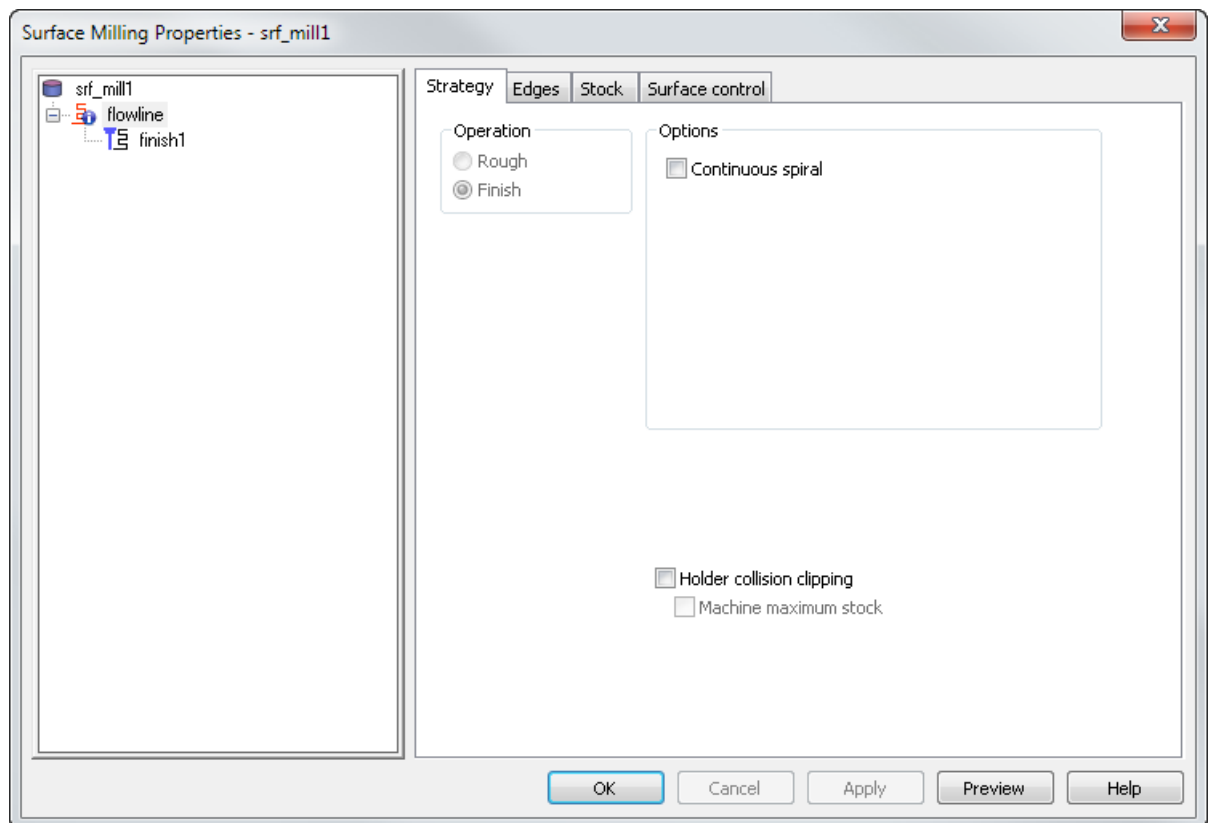 Surface Milling Properties - srf_mill1
srf_mill1
flowline
finish1
Strategy Edges Stock Surface control
Operation
Rough
Finish
Options
Continuous spiral
Holder collision clipping
Machine maximum stock
OK Cancel Apply Preview Help